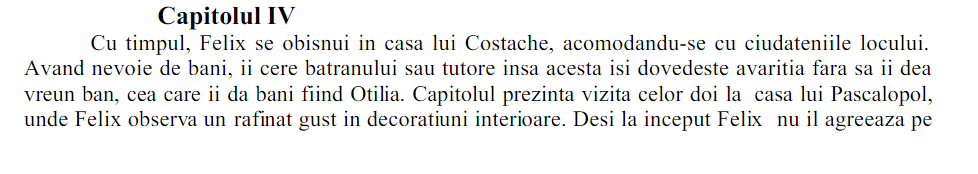 Capitolul IV
Cu timpul, Felix se obisnui in casa lui Costache, acomodandu-se cu ciudateniile locului.
Avand nevoie de bani, ii cere batranului sau tutore insa acesta isi dovedeste avaritia fara sa ii dea
vreun ban, cea care ii da bani fiind Otilia. Capitolul prezinta vizita celor doi la casa lui Pascalopol,
unde Felix observa un rafinat gust in decoratiuni interioare. Desi la inceput Felix nu il agreeaza pe